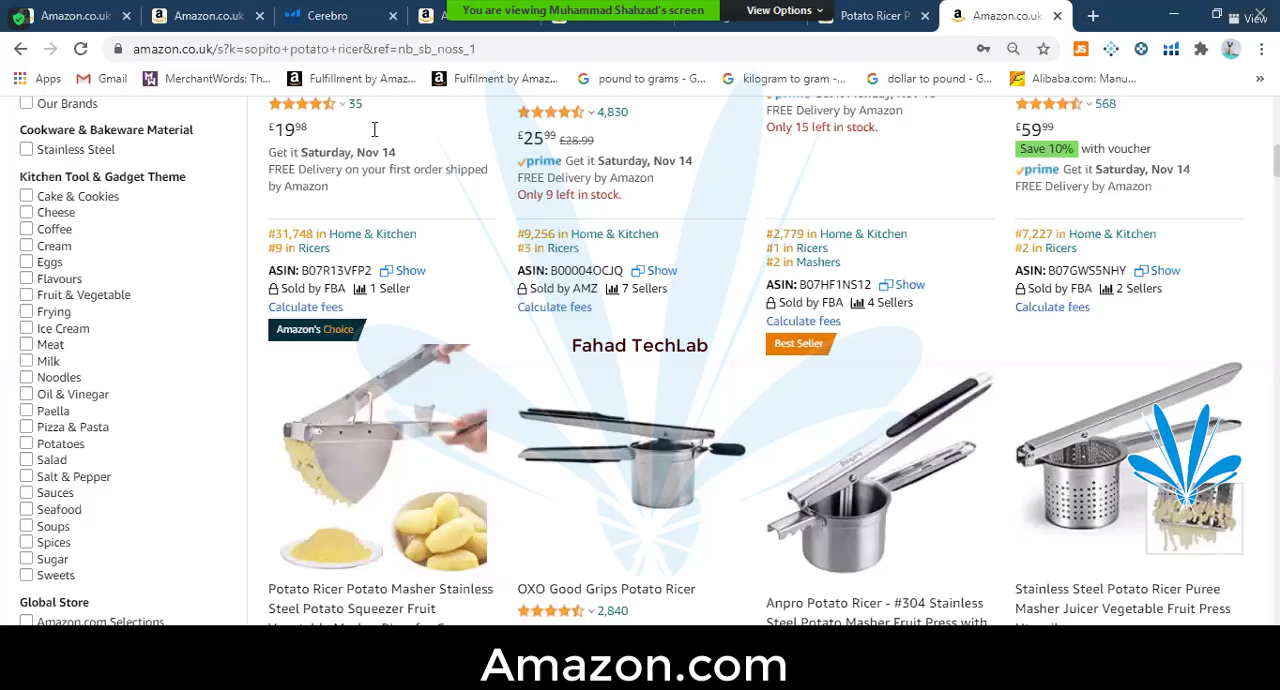 You are viewing Muhammad Shahzad's screen
View Options
Amazon.co.uk
Amazon.co.uk
Cerebro
Potato Ricer P
Amazon.co.uk
View
amazon.co.uk/s?k=sopito+potato+ricer&ref=nb_sb_noss_1
Apps
Gmail
MerchantWords: Th...
Fulfillment by Amaz...
Fulfilment by Amaz...
pound to grams - G...
kilogram to gram -...
dollar to pound - G...
Alibaba.com: Manu...
»
Our Brands
Cookware & Bakeware Material
Stainless Steel
Kitchen Tool & Gadget Theme
Cake & Cookies
Cheese
Coffee
Cream
Eggs
Flavours
Fruit & Vegetable
Frying
Ice Cream
Meat
Milk
Noodles
Oil & Vinegar
Paella
Pizza & Pasta
Potatoes
Salad
Salt & Pepper
Sauces
Seafood
Soups
Spices
Sugar
Sweets
Global Store
Amazon.com Selections
35
£19.98
Get it Saturday, Nov 14
FREE Delivery on your first order shipped
by Amazon
#31,748 in Home & Kitchen
#9 in Ricers
ASIN: B07R13VFP2 Show
Sold by FBA 1 Seller
Calculate fees
Amazon's Choice
Potato Ricer Potato Masher Stainless
Steel Potato Squeezer Fruit
4,830
£25.99 £28.99
prime Get it Saturday, Nov 14
FREE Delivery by Amazon
Only 9 left in stock.
#9,256 in Home & Kitchen
#3 in Ricers
ASIN: B00004OCJQ Show
Sold by AMZ 7 Sellers
Calculate fees
Fahad TechLab
OXO Good Grips Potato Ricer
2,840
FREE Delivery by Amazon
Only 15 left in stock.
#2,779 in Home & Kitchen
#1 in Ricers
#2 in Mashers
ASIN: B07HF1NS12 Show
Sold by FBA 4 Sellers
Calculate fees
Best Seller
Anpro Potato Ricer - #304 Stainless
Steel Potato Masher Fruit Press with
568
£59.99
Save 10% with voucher
prime Get it Saturday, Nov 14
FREE Delivery by Amazon
#7,227 in Home & Kitchen
#2 in Ricers
ASIN: B07GWS5NHY Show
Sold by FBA 2 Sellers
Calculate fees
Stainless Steel Potato Ricer Puree
Masher Juicer Vegetable Fruit Press
Amazon.com